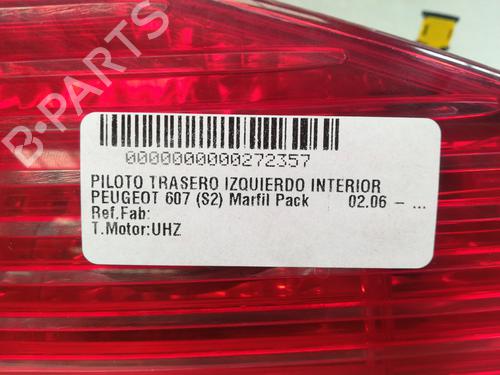 B-PARTS
0000000000272357
PILOTO TRASERO IZQUIERDO INTERIOR
PEUGEOT 607 (S2) Marfil Pack 02.06 - ...
Ref.Fab:
T.Motor:UHZ